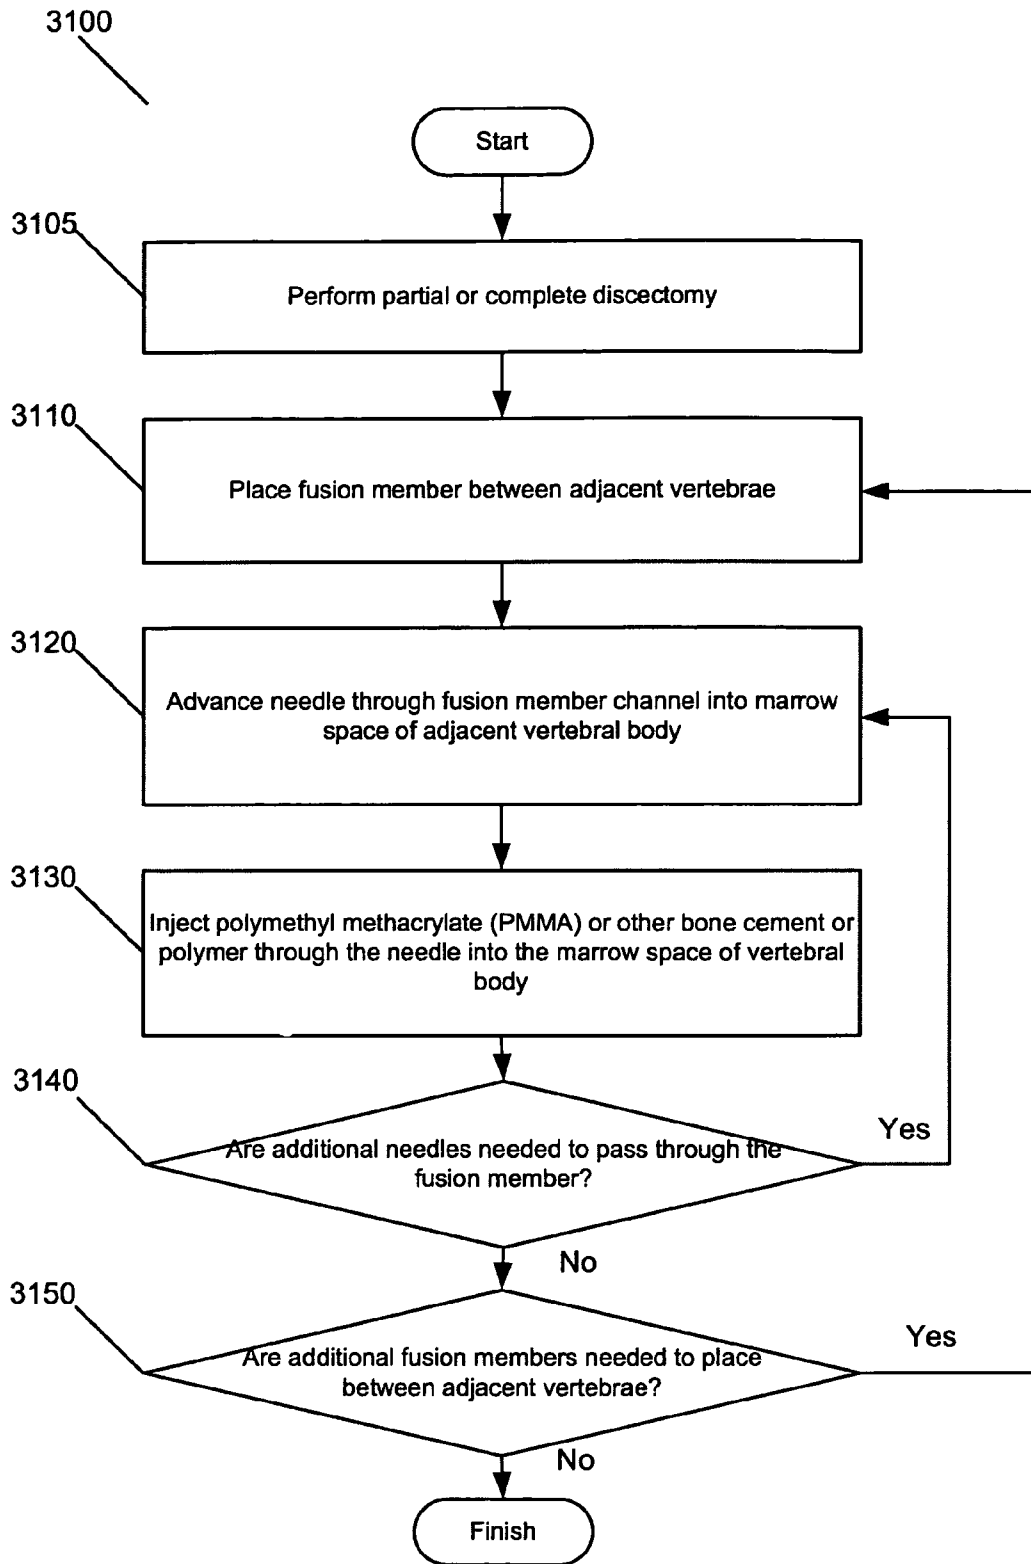 3100
Start
3105
Perform partial or complete discectomy
3110
Place fusion member between adjacent vertebrae
3120
Advance needle through fusion member channel into marrow
space of adjacent vertebral body
3130
Inject polymethyl methacrylate (PMMA) or other bone cement or
polymer through the needle into the marrow space of vertebral
body
3140
Are additional needles needed to pass through the
fusion member?
Yes
No
3150
Are additional fusion members needed to place
between adjacent vertebrae?
Yes
No
Finish